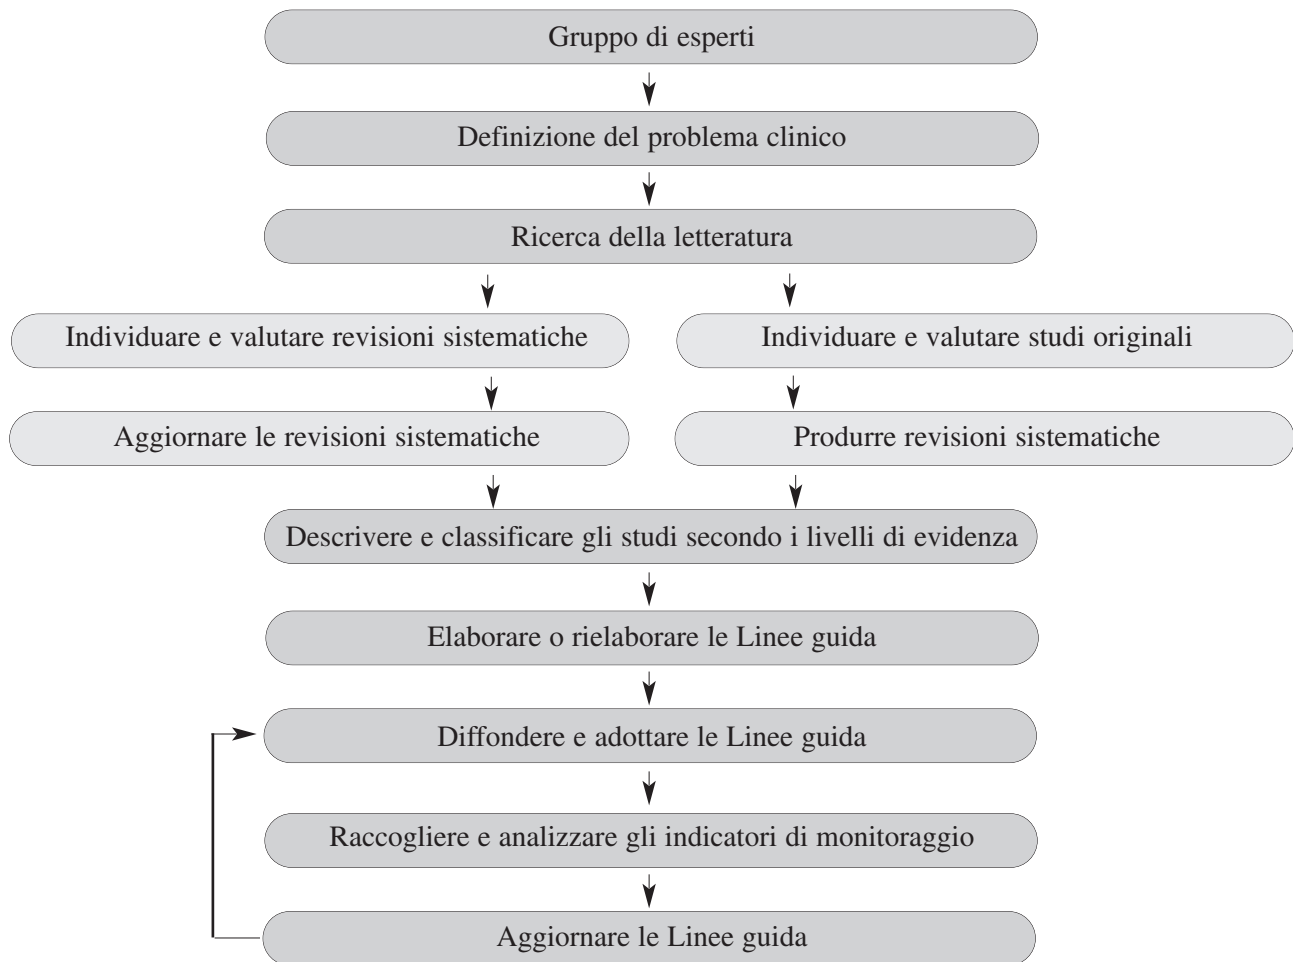 Gruppo di esperti
Definizione del problema clinico
Ricerca della letteratura
Individuare e valutare revisioni sistematiche
Individuare e valutare studi originali
Aggiornare le revisioni sistematiche
Produrre revisioni sistematiche
Descrivere e classificare gli studi secondo i livelli di evidenza
Elaborare o rielaborare le Linee guida
Diffondere e adottare le Linee guida
Raccogliere e analizzare gli indicatori di monitoraggio
Aggiornare le Linee guida